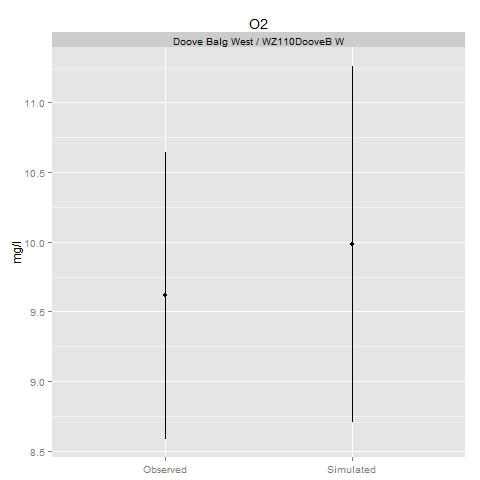 O2
Doove Balg West / WZ110DooveB W
mg/l
11.0
10.5
10.0
9.5
9.0
8.5
Observed
Simulated